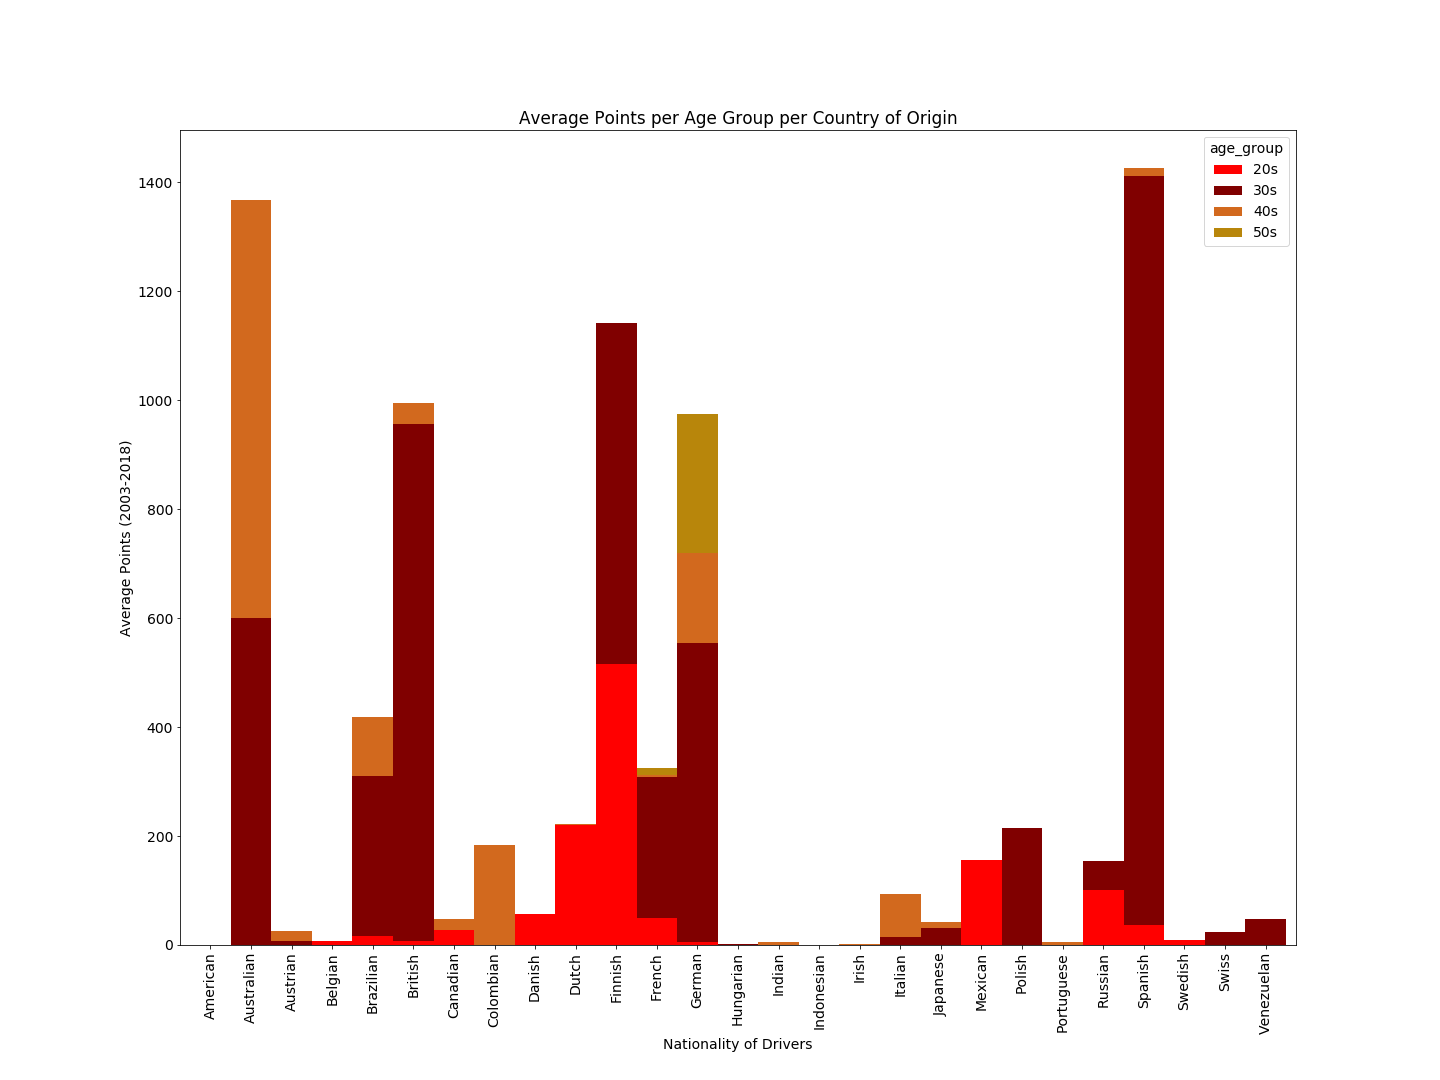 Average Points per Age Group per Country of Origin
age_group
20s
30s
40s
50s
Average Points (2003-2018)
1400
1200
1000
800
600
400
200
0
American
Australian
Austrian
Belgian
Brazilian
British
Canadian
Colombian
Danish
Dutch
Finnish
French
German
Hungarian
Indian
Indonesian
Irish
Italian
Japanese
Mexican
Polish
Portuguese
Russian
Spanish
Swedish
Swiss
Venezuelan
Nationality of Drivers